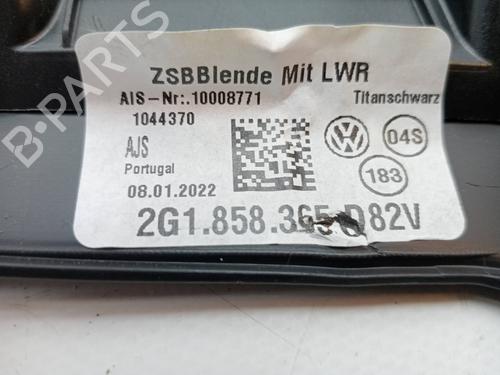 ZSBBlende Mit LWR
AIS-Nr:.10008771
Titanschwarz
1044370
AJS
Portugal
08.01.2022
04S
183
2G1.858.365 D82V
B-PARTS